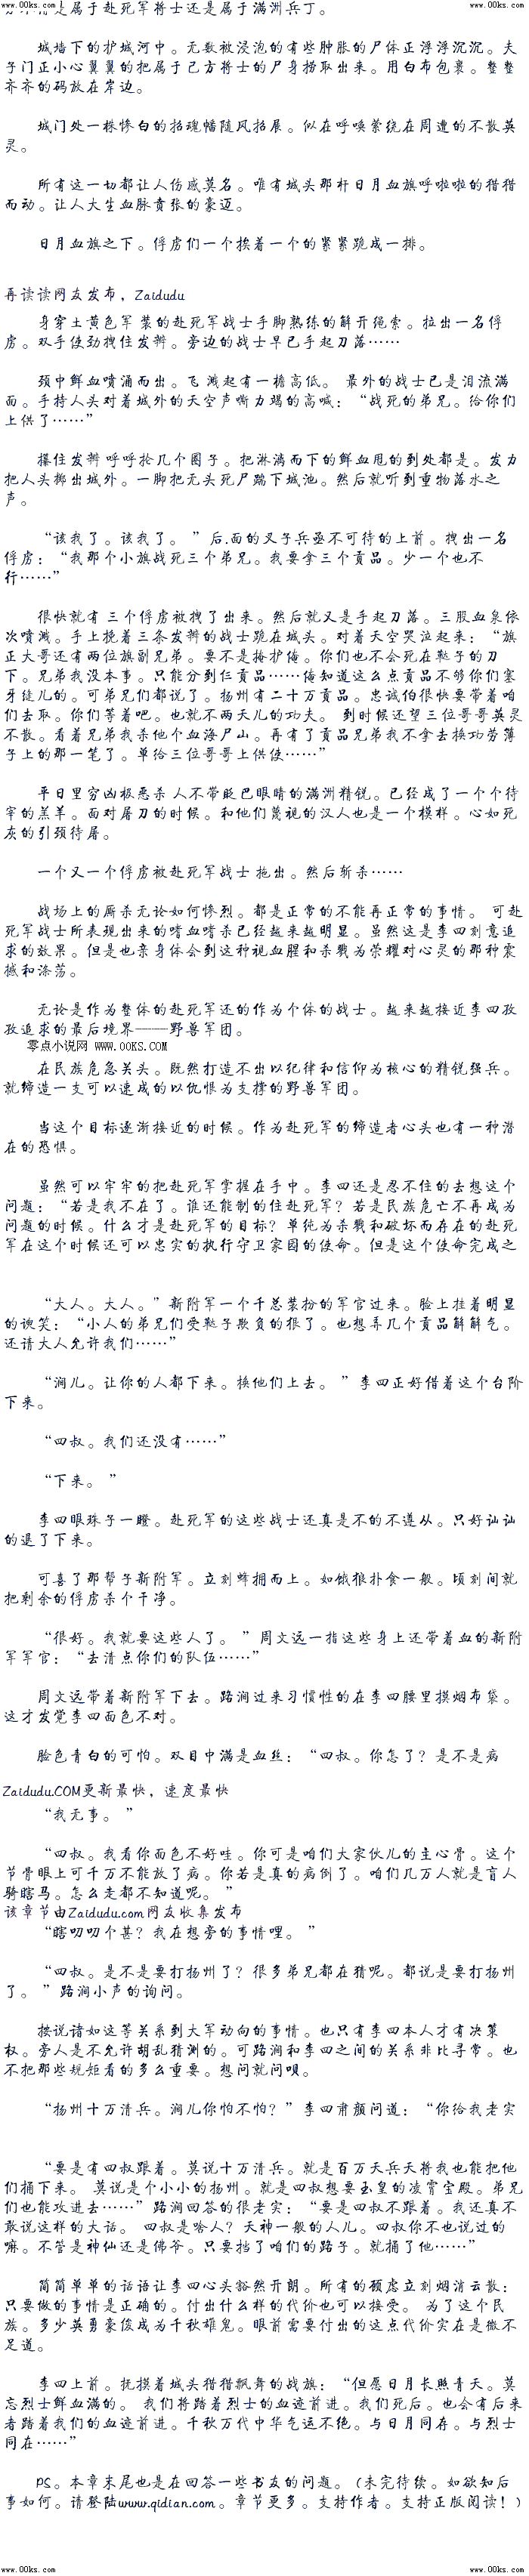 www.00ks.com www.00ks.com
是属于赴死军将士还是属于满洲兵丁。
城墙下的护城河中。无数被浸泡的有些肿胀的尸体正浮浮沉沉。夫
子门正小心翼翼的把属于己方将士的尸身捞取出来。用白布包裹。整整
齐齐的码放在岸边。
城门处一株惨白的招魂幡随风招展。似在呼唤萦绕在周遭的不散英
灵。
所有这一切都让人伤感莫名。唯有城头那杆日月血旗呼啦啦的猎猎
而动。让人大生血脉贲张的豪迈。
日月血旗之下。俘虏们一个挨着一个的紧紧跪成一排。
再读读网友发布，Zaidudu
身穿土黄色军 装的赴死军战士手脚熟练的解开绳索。拉出一名俘
虏。双手使劲拽住发辫。旁边的战士早已手起刀落……
颈中鲜血喷涌而出。飞 溅起有一檐高低。 最外的战士已是泪流满
面。手持人头对着城外的天空声嘶力竭的高喊：“战死的弟兄。给你们
上供了……”
攥住发辫呼呼抡几个圈子。把淋漓而下的鲜血甩的到处都是。发力
把人头掷出城外。一脚把无头死尸踹下城池。然后就听到重物落水之
声。
“该我了。该我了。 ”后.面的叉子兵亟不可待的上前。拽出一名
俘虏：“我那个小旗战死三个弟兄。我要拿三个贡品。少一个也不
行……”
很快就有 三个俘虏被拽了出来。然后就又是手起刀落。三股血泉依
次喷溅。手上挽着三条发辫的战士跪在城头。对着天空哭泣起来：“旗
正大哥还有两位旗副兄弟。要不是掩护俺。你们也不会死在鞑子的刀
下。兄弟我没本事。只能分到仨贡品……俺知道这么点贡品不够你们塞
牙缝儿的。可弟兄们都说了。扬州有二十万贡品。忠诚伯很快要带着咱
们去取。你们等着吧。也就不两天儿的功夫。 到时候还望三位哥哥英灵
不散。看着兄弟我杀他个血海尸山。再有了贡品兄弟我不拿去换功劳簿
子上的那一笔了。单给三位哥哥上供使……”
平日里穷凶极恶杀 人不带眨巴眼睛的满洲精锐。已经成了一个个待
宰的羔羊。面对屠刀的时候。和他们蔑视的汉人也是一个模样。心如死
灰的引颈待屠。
一个又一个俘虏被赴死军战士 拖出。然后斩杀……
战场上的厮杀无论如何惨烈。都是正常的不能再正常的事情。 可赴
死军战士所表现出来的嗜血嗜杀已经越来越明显。虽然这是李四刻意追
求的效果。但是也亲身体会到这种视血腥和杀戮为荣耀对心灵的那种震
撼和涤荡。
无论是作为整体的赴死军还的作为个体的战士。越来越接近李四孜
孜追求的最后境界————野兽军团。
零点小说网 www.00KS.COM
在民族危急关头。既然打造不出以纪律和信仰为核心的精锐强兵。
就缔造一支可以速成的以仇恨为支撑的野兽军团。
当这个目标逐渐接近的时候。作为赴死军的缔造者心头也有一种潜
在的恐惧。
虽然可以牢牢的把赴死军掌握在手中。李四还是忍不住的去想这个
问题：“若是我不在了。谁还能制的住赴死军？若是民族危亡不再成为
问题的时候。什么才是赴死军的目标？单纯为杀戮和破坏而存在的赴死
军在这个时候还可以忠实的执行守卫家园的使命。但是这个使命完成之
“大人。大人。”新附军一个千总装扮的军官过来。脸上挂着明显
的谀笑：“小人的弟兄们受鞑子欺负的狠了。也想弄几个贡品解解气。
还请大人允许我们……”
“涧儿。让你的人都下来。换他们上去。 ”李四正好借着这个台阶
下来。
“四叔。我们还没有……”
“下来。 ”
李四眼珠子一瞪。赴死军的这些战士还真是不的不遵从。只好讪讪
的退了下来。
可喜了那帮子新附军。立刻蜂拥而上。如饿狼扑食一般。顷刻间就
把剩余的俘虏杀个干净。
“很好。我就要这些人了。 ”周文远一指这些身上还带着血的新附
军军官：“去清点你们的队伍……”
周文远带着新附军下去。路涧过来习惯性的在李四腰里摸烟布袋。
这才发觉李四面色不对。
脸色青白的可怕。双目中满是血丝：“四叔。你怎了？是不是病
Zaidudu.COM更新最快，速度最快
“我无事。 ”
“四叔。我看你面色不好哇。你可是咱们大家伙儿的主心骨。这个
节骨眼上可千万不能放了病。你若是真的病倒了。咱们几万人就是盲人
骑瞎马。怎么走都不知道呢。 ”
该章节由Zaidudu.com网友收集发布
“瞎叨叨个甚？我在想旁的事情哩。 ”
“四叔。是不是要打扬州了？很多弟兄都在猜呢。都说是要打扬州
了。 ”路涧小声的询问。
按说诸如这等关系到大军动向的事情。也只有李四本人才有决策
权。旁人是不允许胡乱猜测的。可路涧和李四之间的关系非比寻常。也
不把那些规矩看的多么重要。想问就问呗。
“扬州十万清兵。涧儿你怕不怕？”李四肃颜问道：“你给我老实
“要是有四叔跟着。莫说十万清兵。就是百万天兵天将我也能把他
们捅下来。 莫说是个小小的扬州。就是四叔想要玉皇的凌霄宝殿。弟兄
们也能攻进去……”路涧回答的很老实：“要是四叔不跟着。我还真不
敢说这样的大话。 四叔是啥人？天神一般的人儿。四叔你不也说过的
嘛。不管是神仙还是佛爷。只要挡了咱们的路子。就捅了他……”
简简单单的话语让李四心头豁然开朗。所有的顾虑立刻烟消云散：
只要做的事情是正确的。付出什么样的代价也可以接受。 为了这个民
族。多少英勇豪俊成为千秋雄鬼。眼前需要付出的这点代价实在是微不
足道。
李四上前。抚摸着城头猎猎飘舞的战旗：“但愿日月长照青天。莫
忘烈士鲜血满的。 我们将踏着烈士的血迹前进。我们死后。也会有后来
者踏着我们的血迹前进。千秋万代中华气运不绝。与日月同存。与烈士
同在……”
PS。本章末尾也是在回答一些书友的问题。（未完待续。如欲知后
事如何。请登陆www.qidian.com。章节更多。支持作者。支持正版阅读！）
www.00ks.com www.00ks.com